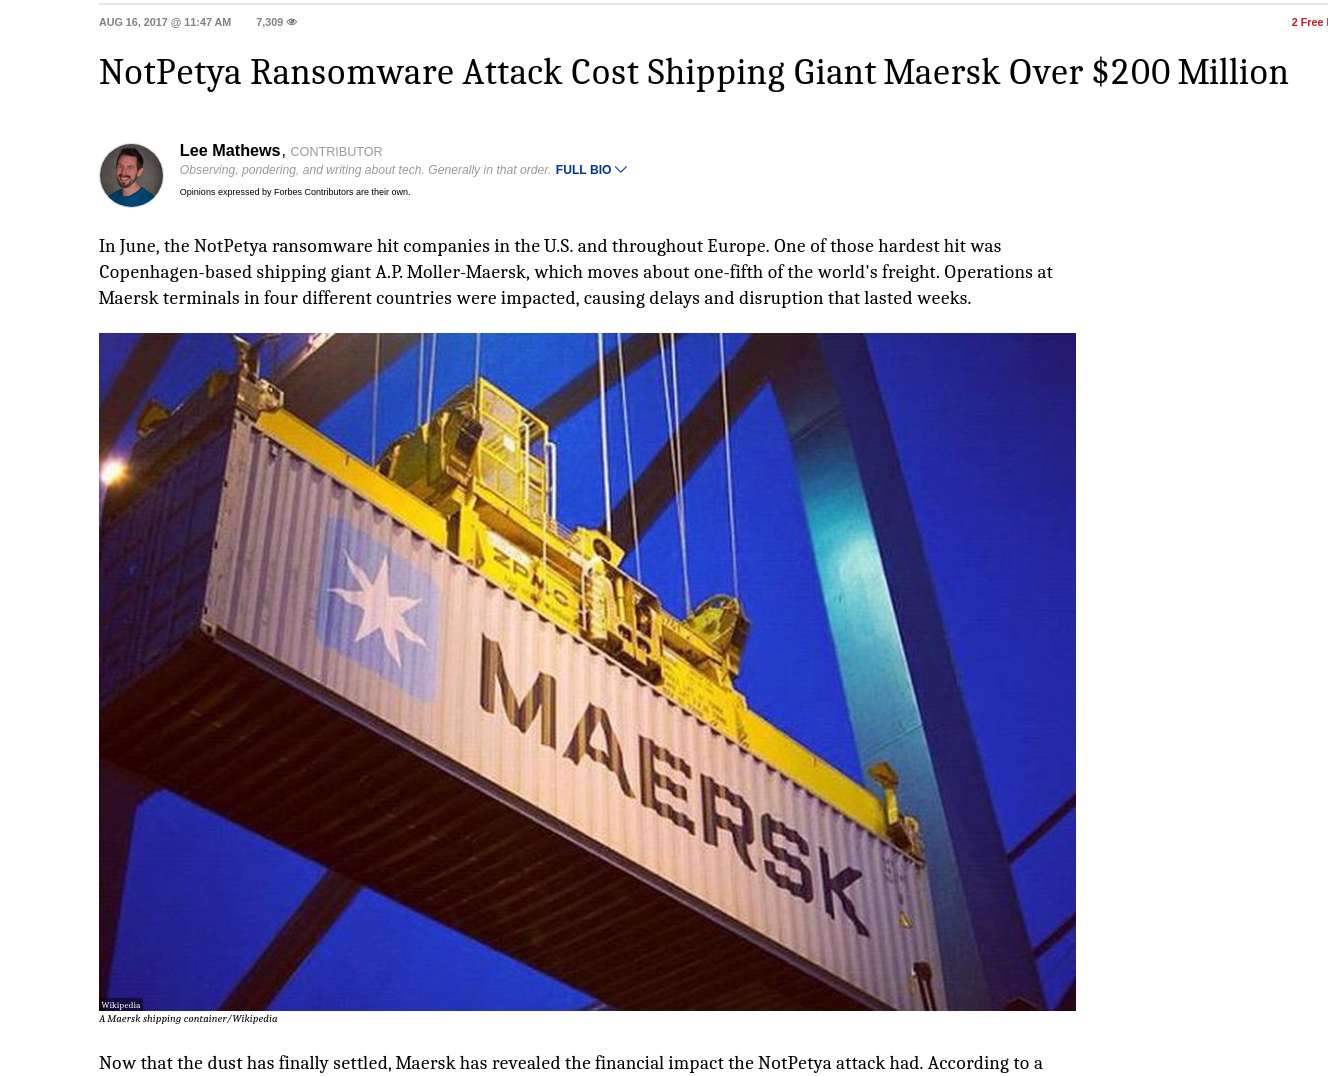 AUG 16, 2017 @ 11:47 AM 7,309
2 Free
NotPetya Ransomware Attack Cost Shipping Giant Maersk Over $200 Million
Lee Mathews, CONTRIBUTOR
Observing, pondering, and writing about tech. Generally in that order. FULL BIO
Opinions expressed by Forbes Contributors are their own.
In June, the NotPetya ransomware hit companies in the U.S. and throughout Europe. One of those hardest hit was
Copenhagen-based shipping giant A.P. Moller-Maersk, which moves about one-fifth of the world's freight. Operations at
Maersk terminals in four different countries were impacted, causing delays and disruption that lasted weeks.
ZPMC
MAERSK
Wikipedia
A Maersk shipping container/Wikipedia
Now that the dust has finally settled, Maersk has revealed the financial impact the NotPetya attack had. According to a